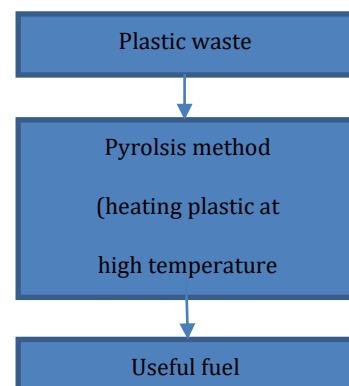 Plastic waste
Pyrolsis method
(heating plastic at
high temperature
Useful fuel